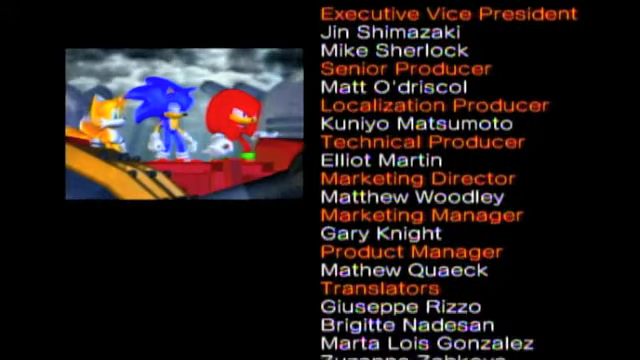 Executive Vice President
Jin Shimazaki
Mike Sherlock
Senior Producer
Matt O'driscol
Localization Producer
Kuniyo Matsumoto
Technical Producer
Elliot Martin
Marketing Director
Matthew Woodley
Marketing Manager
Gary Knight
Product Manager
Mathew Quaeck
Translators
Giuseppe Rizzo
Brigitte Nadesan
Marta Lois Gonzalez